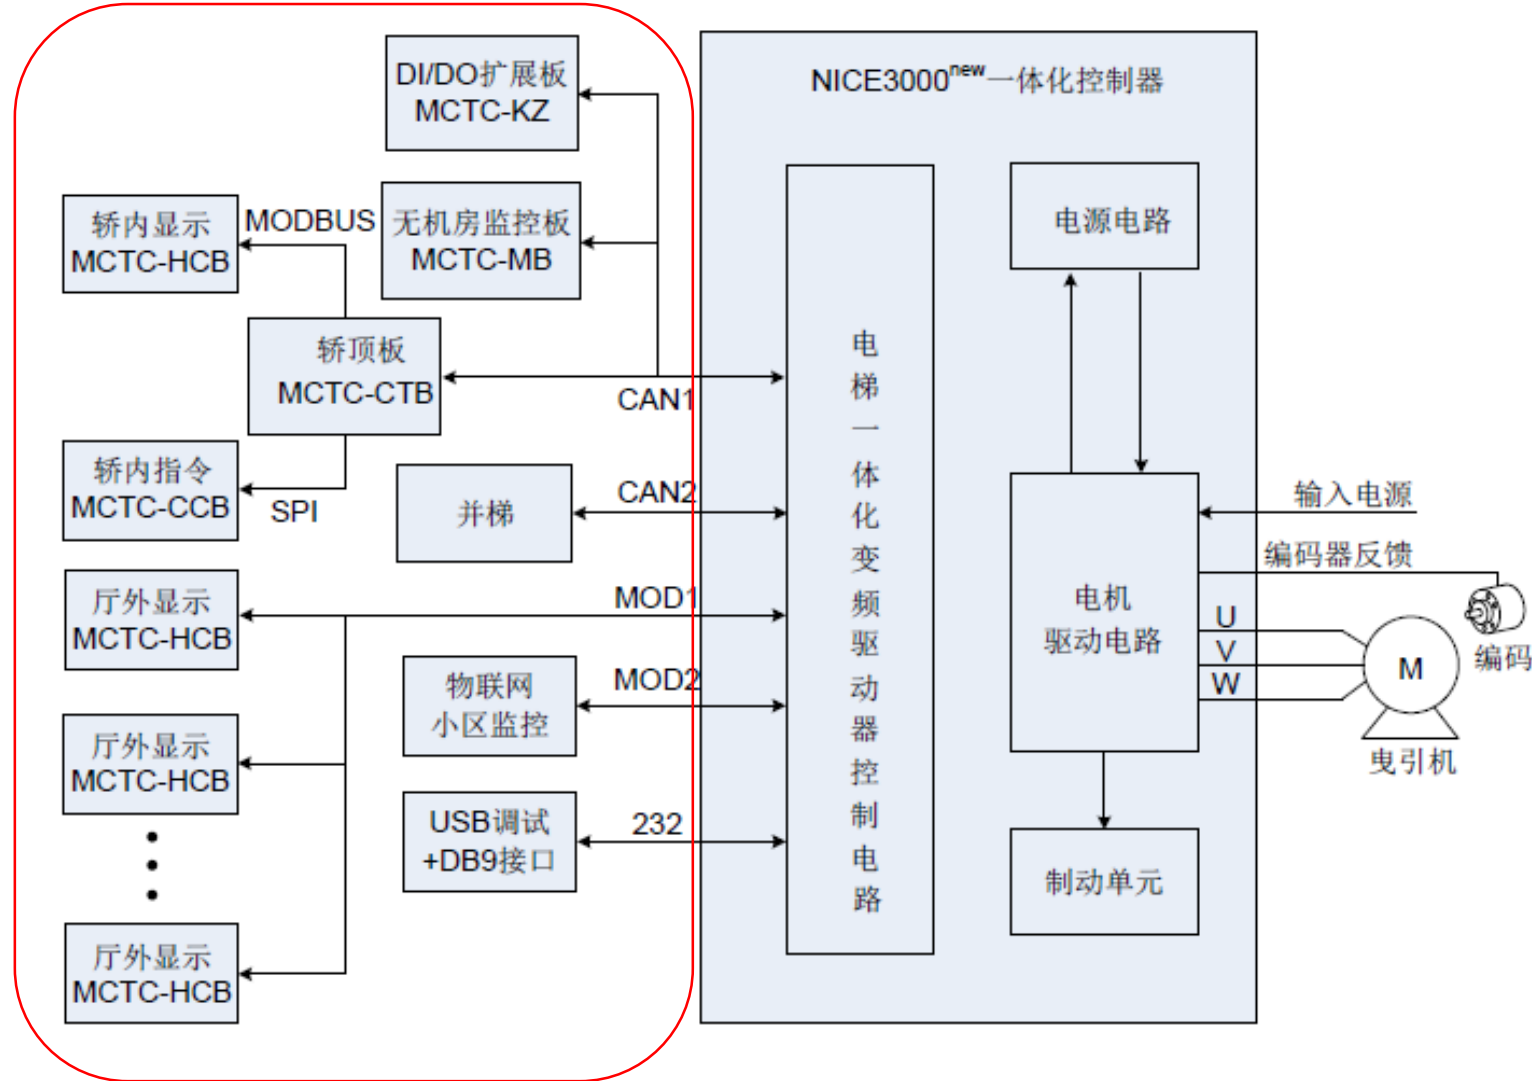 DI/DO扩展板
MCTC-KZ
轿内显示
MCTC-HCB
MODBUS
无机房监控板
MCTC-MB
轿顶板
MCTC-CTB
CAN1
轿内指令
MCTC-CCB
SPI
并梯
CAN2
厅外显示
MCTC-HCB
MOD1
物联网
小区监控
MOD2
厅外显示
MCTC-HCB
USB调试
+DB9接口
232
厅外显示
MCTC-HCB
NICE3000new一体化控制器
电梯一体化变频驱动器控制电路
电源电路
电机
驱动电路
制动单元
输入电源
编码器反馈
U
V
W
M
编码
曳引机